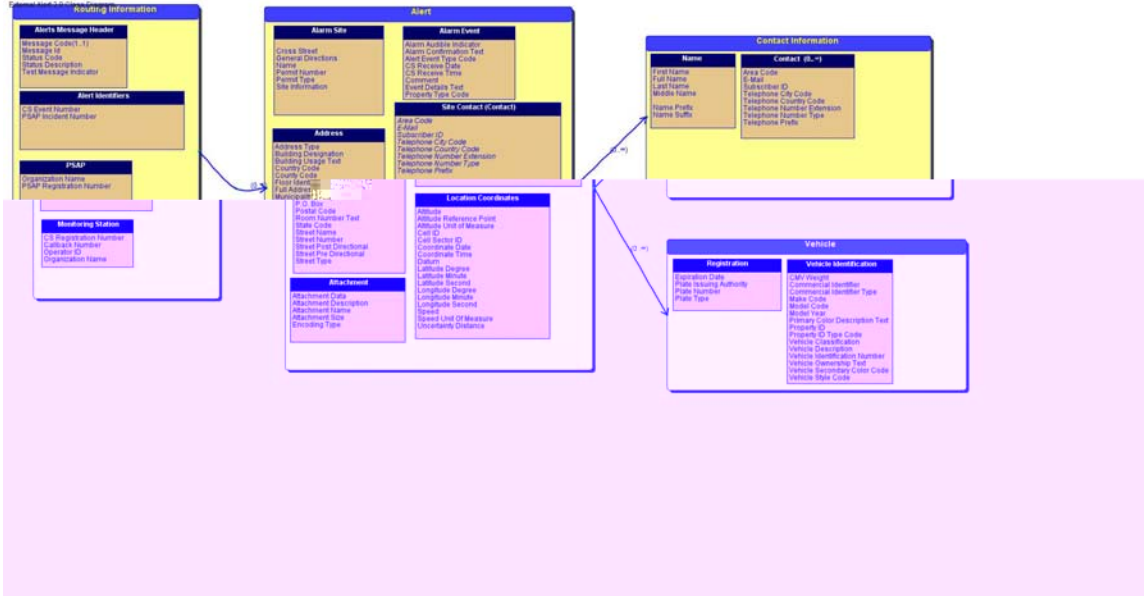 External Alert 3.0 Class Diagram
Routing Information
Alerts Message Header
Message Code(1..1)
Message Id
Status Code
Status Description
Test Message Indicator
Alert Identifiers
CS Event Number
PSAP Incident Number
PSAP
Organization Name
PSAP Registration Number
Monitoring Station
CS Registration Number
Callback Number
Operator ID
Organization Name
Alert
Alarm Site
Cross Street
General Directions
Name
Permit Number
Permit Type
Site Information
Alarm Event
Alarm Audible Indicator
Alarm Confirmation Text
Alert Event Type Code
CS Receive Date
CS Receive Time
Comment
Event Details Text
Property Type Code
Site Contact (Contact)
Area Code
E-Mail
Subscriber ID
Telephone City Code
Telephone Country Code
Telephone Number Extension
Telephone Number Type
Telephone Prefix
Address
Address Type
Building Designation
Building Usage Text
Country Code
County Code
Floor
Full
P.O. Box
Postal Code
Room Number Text
State Code
Street Name
Street Number
Street Post Directional
Street Pre Directional
Street Type
Location Coordinates
Altitude
Altitude Reference Point
Altitude Unit of Measure
Cell ID
Cell Sector ID
Coordinate Date
Coordinate Time
Datum
Latitude Degree
Latitude Minute
Latitude Second
Longitude Degree
Longitude Minute
Longitude Second
Speed
Speed Unit Of Measure
Uncertainty Distance
Attachment
Attachment Data
Attachment Description
Attachment Name
Attachment Size
Encoding Type
Contact Information
Name
First Name
Full Name
Last Name
Middle Name
Name Prefix
Name Suffix
Contact (0..∞)
Area Code
E-Mail
Subscriber ID
Telephone City Code
Telephone Country Code
Telephone Number Extension
Telephone Number Type
Telephone Prefix
(0..∞)
Vehicle
Registration
Expiration Date
Plate Issuing Authority
Plate Number
Plate Type
Vehicle Identification
CMV Weight
Commercial Identifier
Commercial Identifier Type
Make Code
Model Code
Model Year
Primary Color Description Text
Property ID
Property ID Type Code
Vehicle Classification
Vehicle Description
Vehicle Identification Number
Vehicle Ownership Text
Vehicle Secondary Color Code
Vehicle Style Code